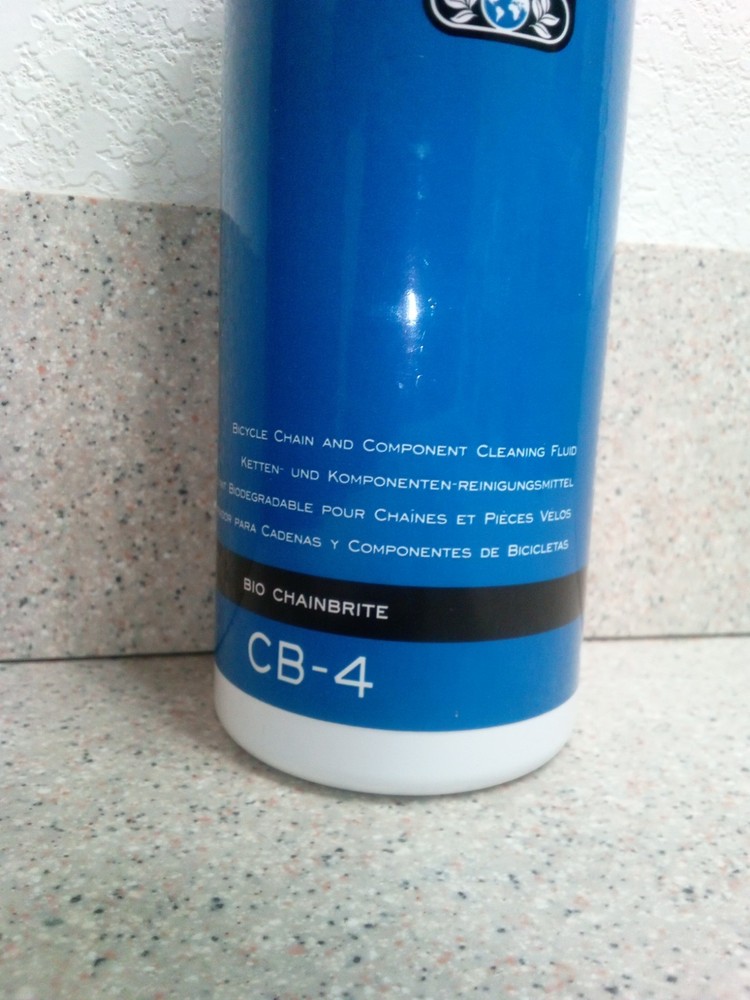 Bicycle Chain and Component Cleaning Fluid
Ketten- und Komponenten-reinigungsmittel
Biodegradable pour Chaînes et Pièces Velos
para Cadenas y Componentes de Bicicletas
BIO CHAINBRITE
CB-4